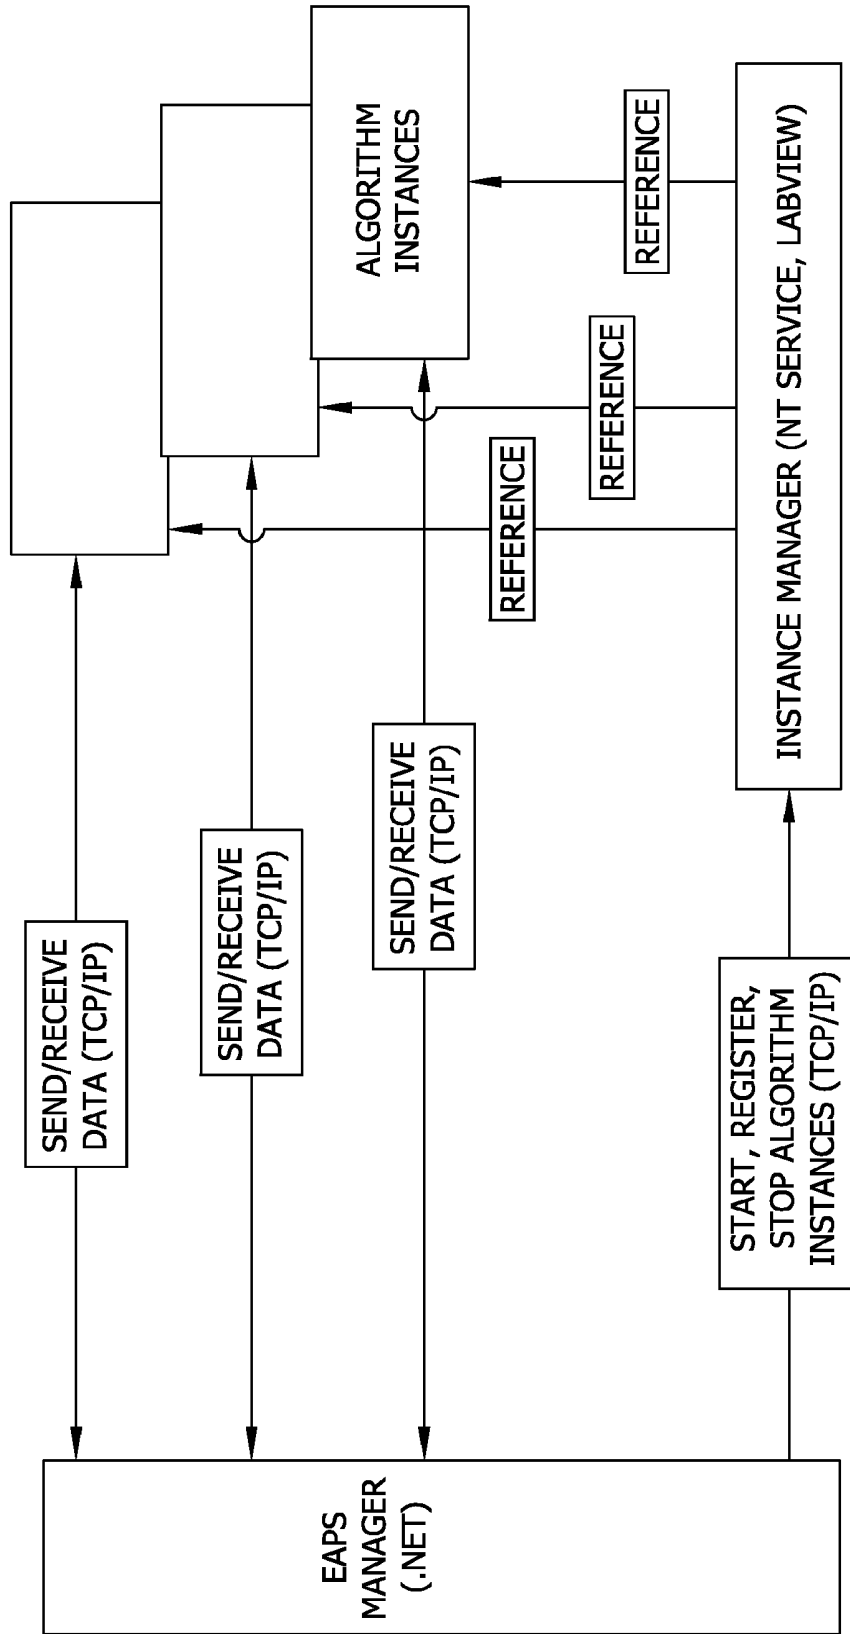 EAPS
MANAGER
(.NET)
SEND/RECEIVE
DATA (TCP/IP)
SEND/RECEIVE
DATA (TCP/IP)
SEND/RECEIVE
DATA (TCP/IP)
START, REGISTER,
STOP ALGORITHM
INSTANCES (TCP/IP)
ALGORITHM
INSTANCES
REFERENCE
REFERENCE
REFERENCE
INSTANCE MANAGER (NT SERVICE, LABVIEW)